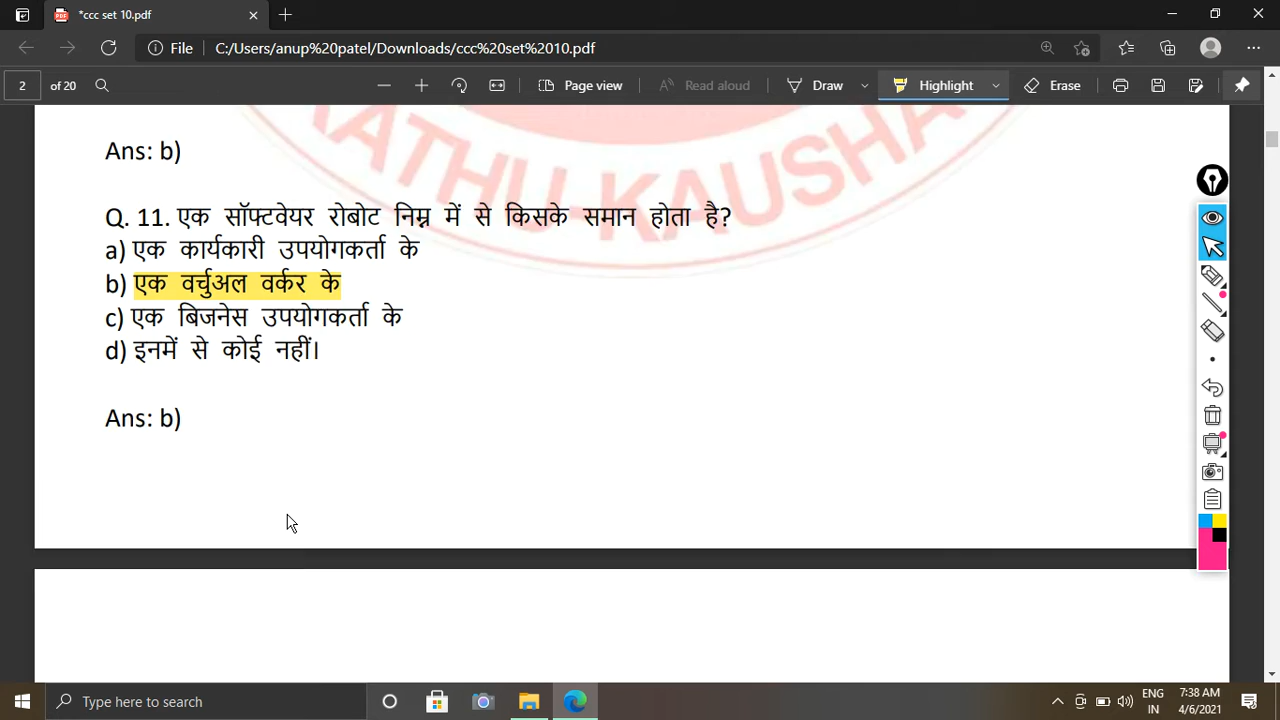 *ccc set 10.pdf
File C:/Users/anup%20patel/Downloads/ccc%20set%2010.pdf
2 of 20 Page view Read aloud Draw Highlight Erase
RATHU-KAUSHA
Ans: b)
Q. 11. एक सॉफ्टवेयर रोबोट निम्न में से किसके समान होता है?
a) एक कार्यकारी उपयोगकर्ता के
b) एक वर्चुअल वर्कर के
c) एक बिजनेस उपयोगकर्ता के
d) इनमें से कोई नहीं।
Ans: b)
Type here to search
ENG 7:38 AM
IN 4/6/2021